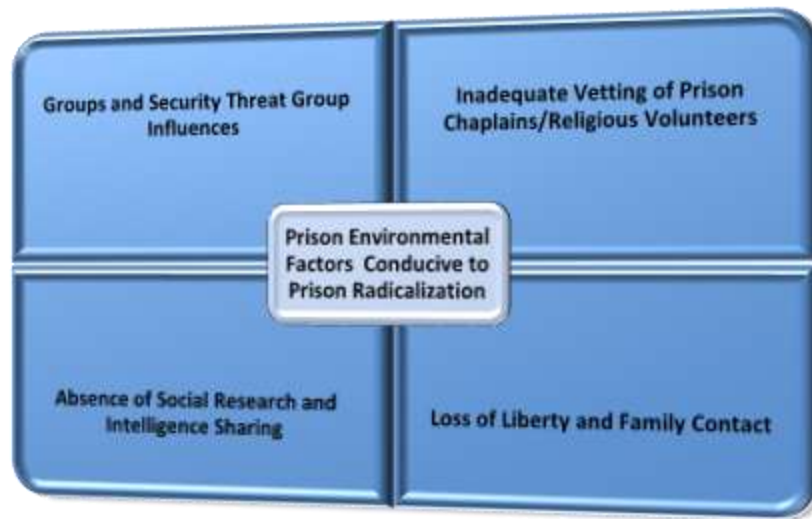 Groups and Security Threat Group
Influences
Inadequate Vetting of Prison
Chaplains/Religious Volunteers
Prison Environmental
Factors Conducive to
Prison Radicalization
Absence of Social Research and
Intelligence Sharing
Loss of Liberty and Family Contact